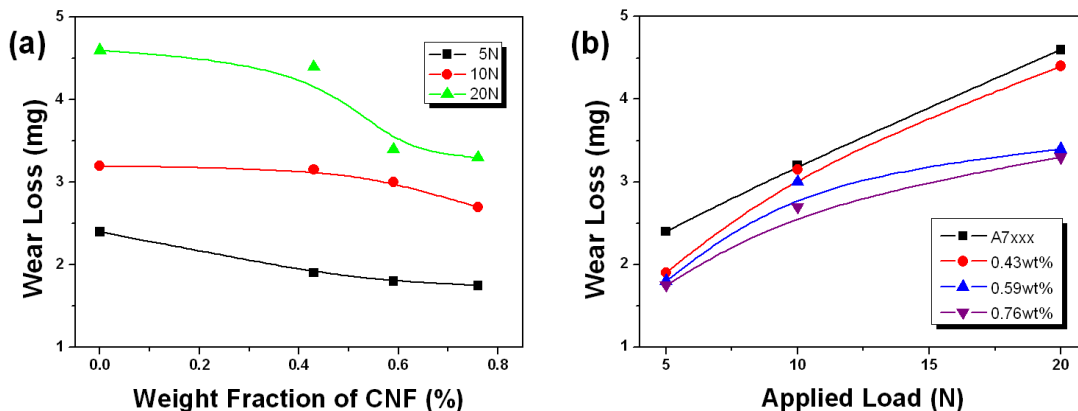 (a)
5
4
3
2
1
Wear Loss (mg)
5N
10N
20N
0.0 0.2 0.4 0.6 0.8
Weight Fraction of CNF (%)
(b)
5
4
3
2
1
Wear Loss (mg)
A7xxx
0.43wt%
0.59wt%
0.76wt%
5 10 15 20
Applied Load (N)